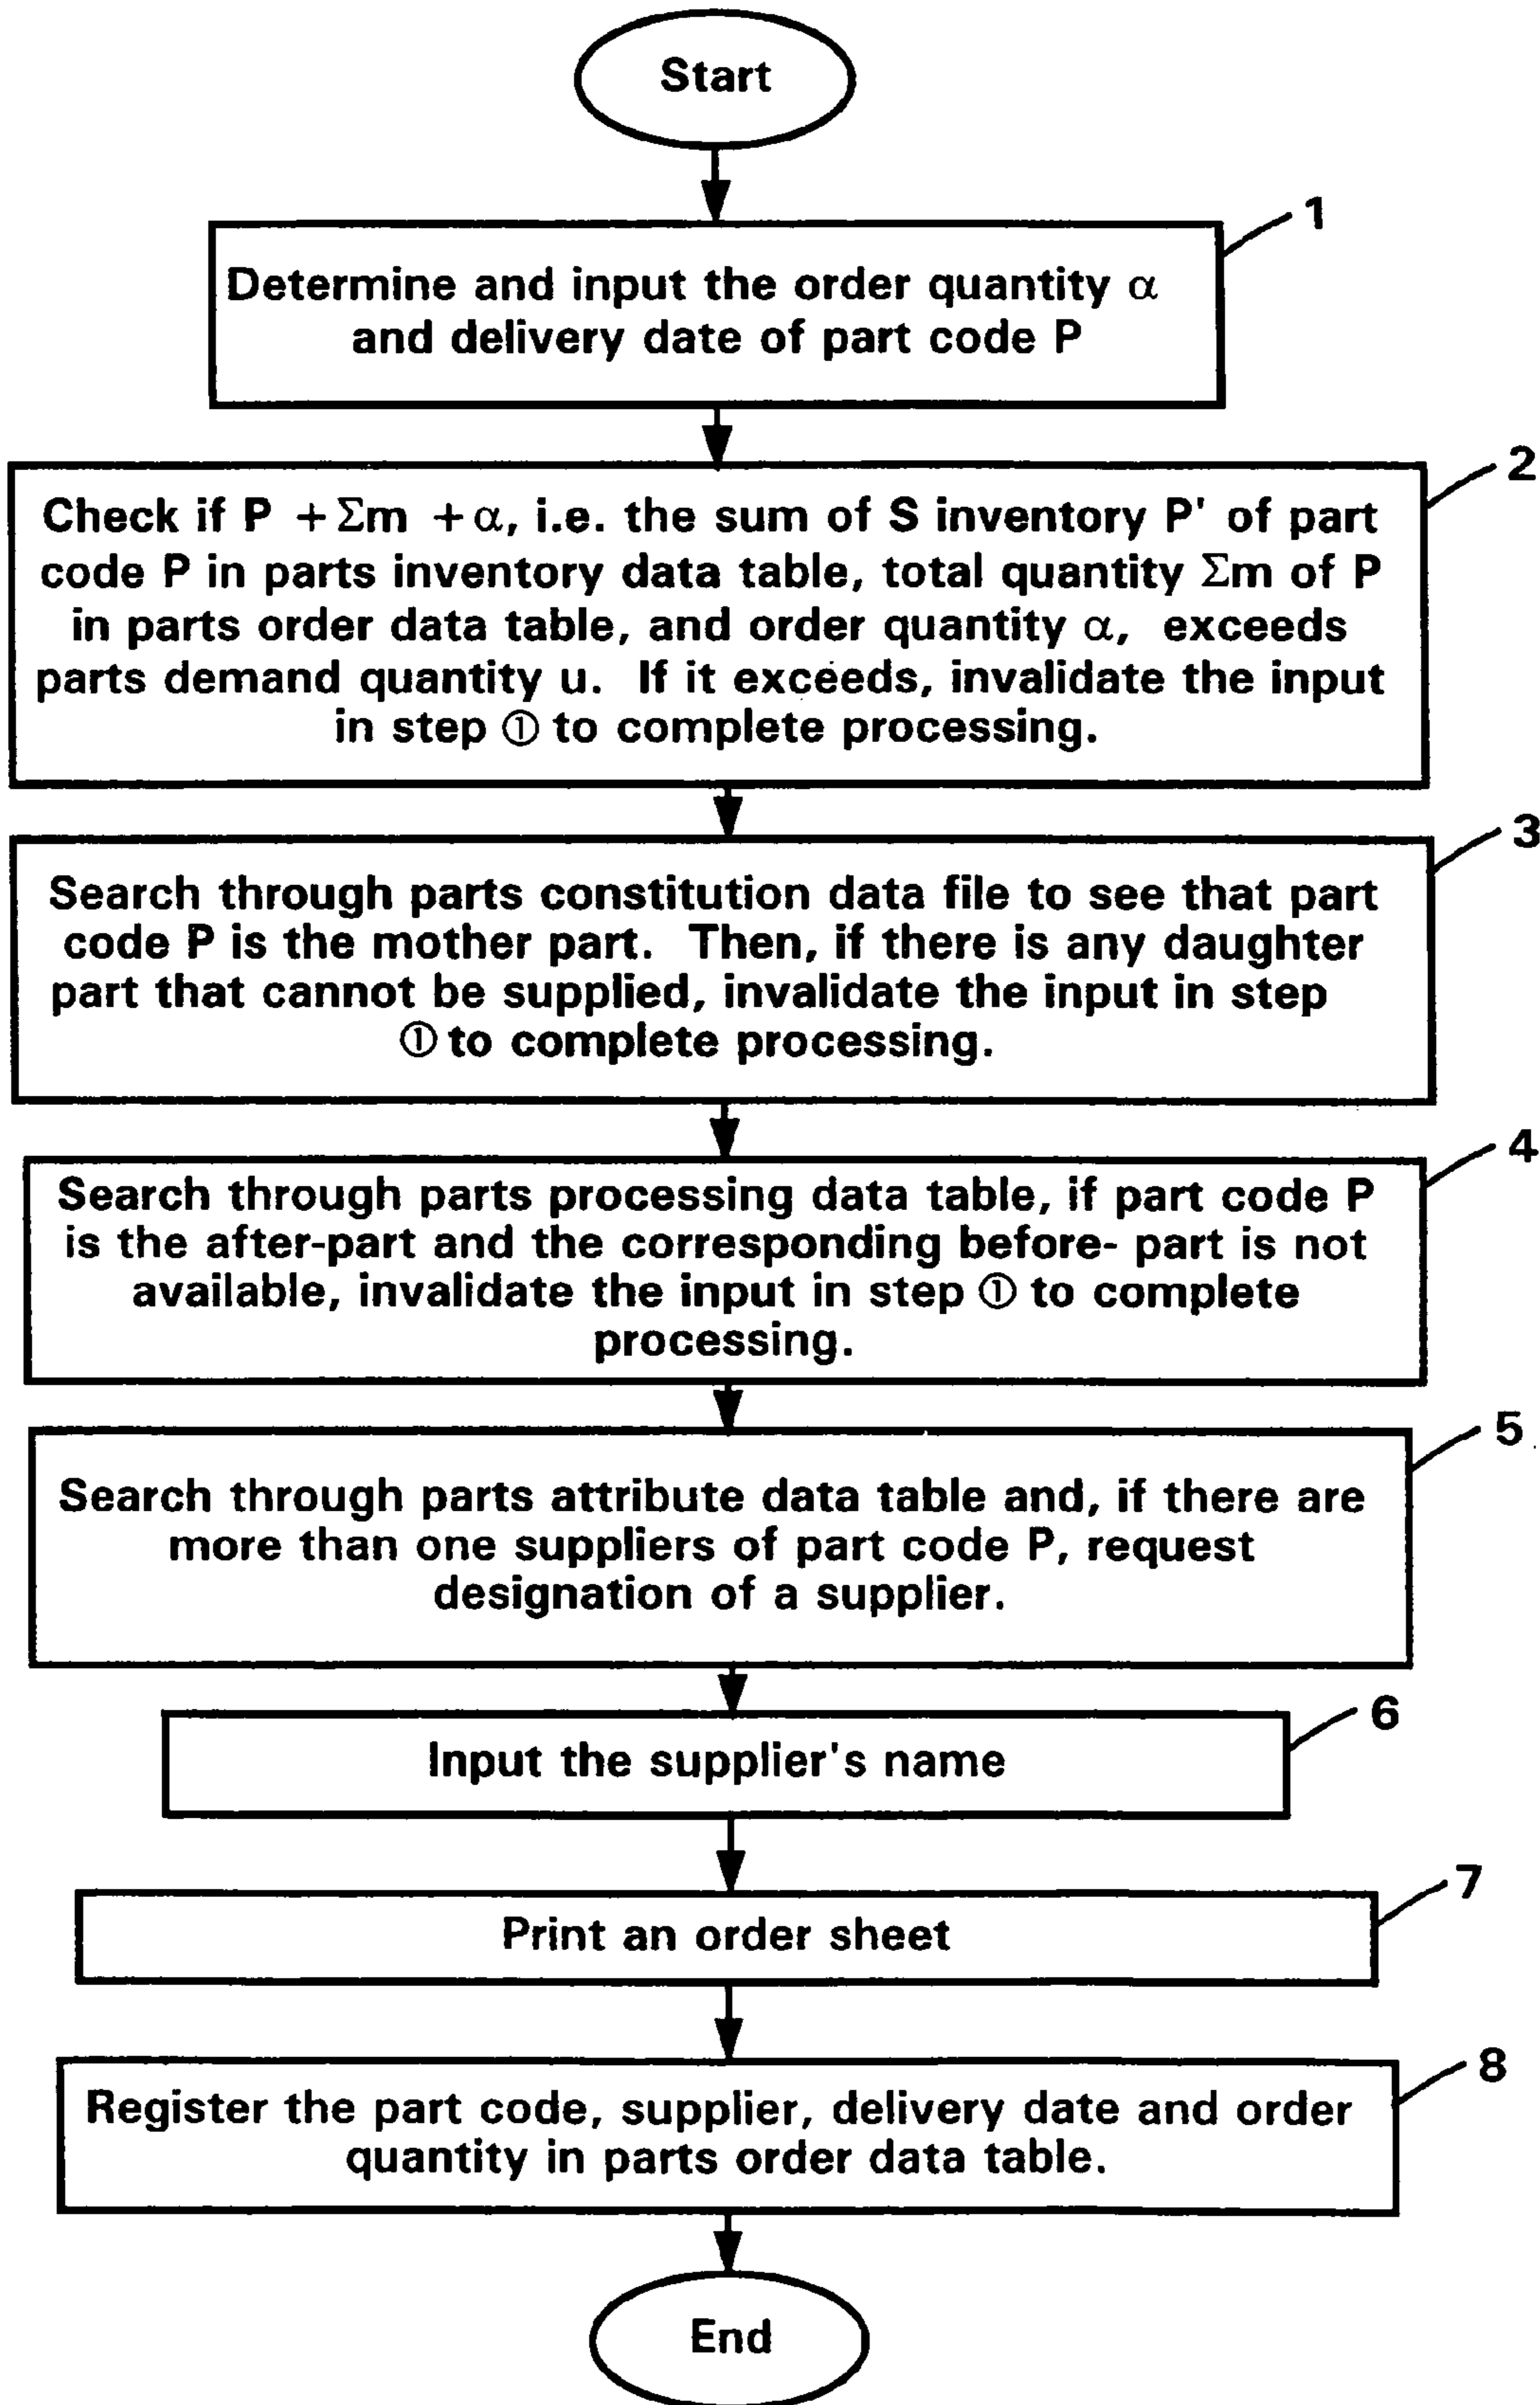 Start
1
Determine and input the order quantity α
and delivery date of part code P
2
Check if P + Σm + α, i.e. the sum of S inventory P' of part
code P in parts inventory data table, total quantity Σm of P
in parts order data table, and order quantity α, exceeds
parts demand quantity u. If it exceeds, invalidate the input
in step ① to complete processing.
3
Search through parts constitution data file to see that part
code P is the mother part. Then, if there is any daughter
part that cannot be supplied, invalidate the input in step
① to complete processing.
4
Search through parts processing data table, if part code P
is the after-part and the corresponding before- part is not
available, invalidate the input in step ① to complete
processing.
5
Search through parts attribute data table and, if there are
more than one suppliers of part code P, request
designation of a supplier.
6
Input the supplier's name
7
Print an order sheet
8
Register the part code, supplier, delivery date and order
quantity in parts order data table.
End